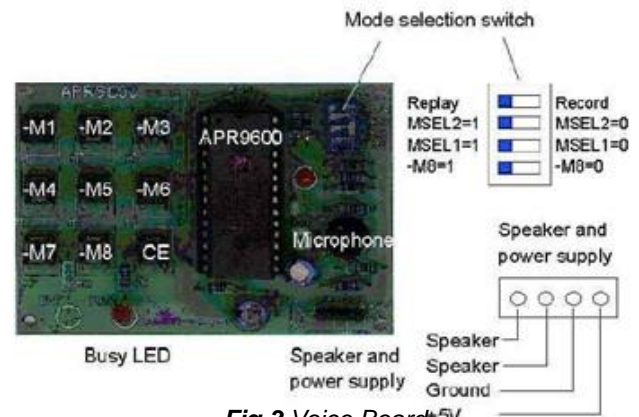 Mode selection switch
APR9600
-M1 -M2 -M3
APR9600
-M4 -M5 -M6
-M7 -M8 CE
Microphone
Busy LED
Speaker and
power supply
Replay Record
MSEL2=1 MSEL2=0
MSEL1=1 MSEL1=0
-M8=1 -M8=0
Speaker and
power supply
Speaker
Speaker
Ground
+5V
Fig.3 Voice Board